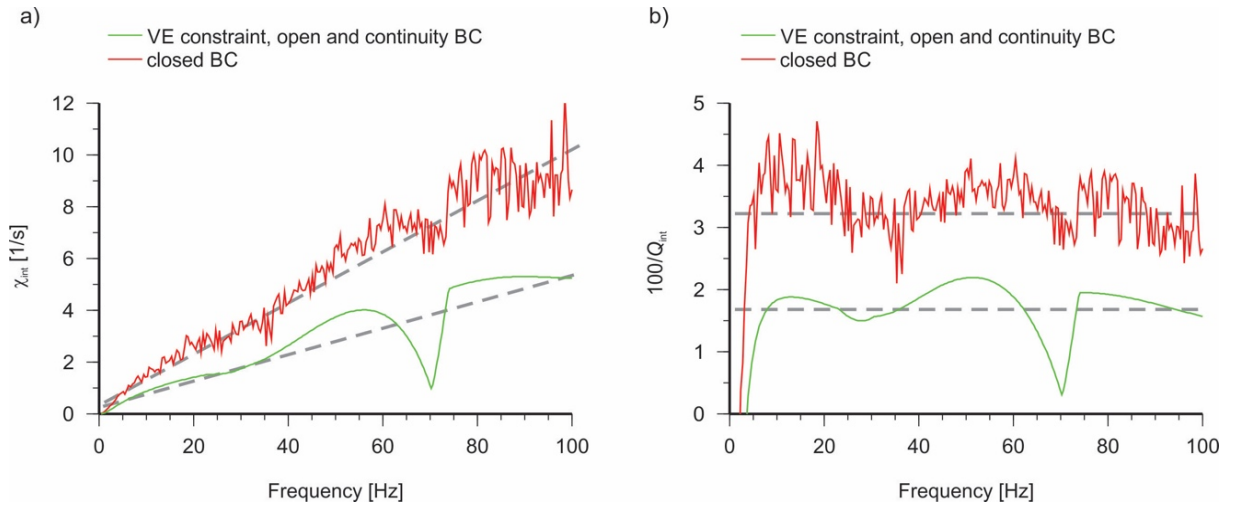 a)
VE constraint, open and continuity BC
closed BC
12
10
8
6
4
2
0
χint [1/s]
0 20 40 60 80 100
Frequency [Hz]
b)
VE constraint, open and continuity BC
closed BC
5
4
3
2
1
0
100/Qint
0 20 40 60 80 100
Frequency [Hz]